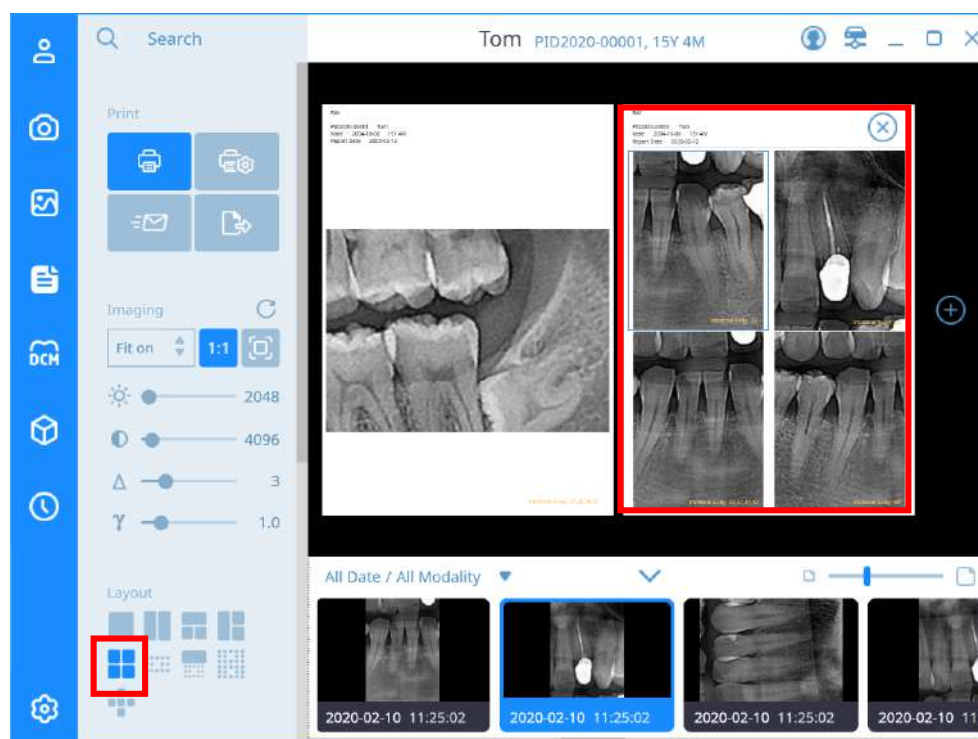 Search
Tom PID2020-00001, 15Y 4M
Print
Imaging
Fit on 1:1
2048
4096
3
γ 1.0
DCM
Layout
All Date / All Modality
2020-02-10 11:25:02
2020-02-10 11:25:02
2020-02-10 11:25:02
2020-02-10 11